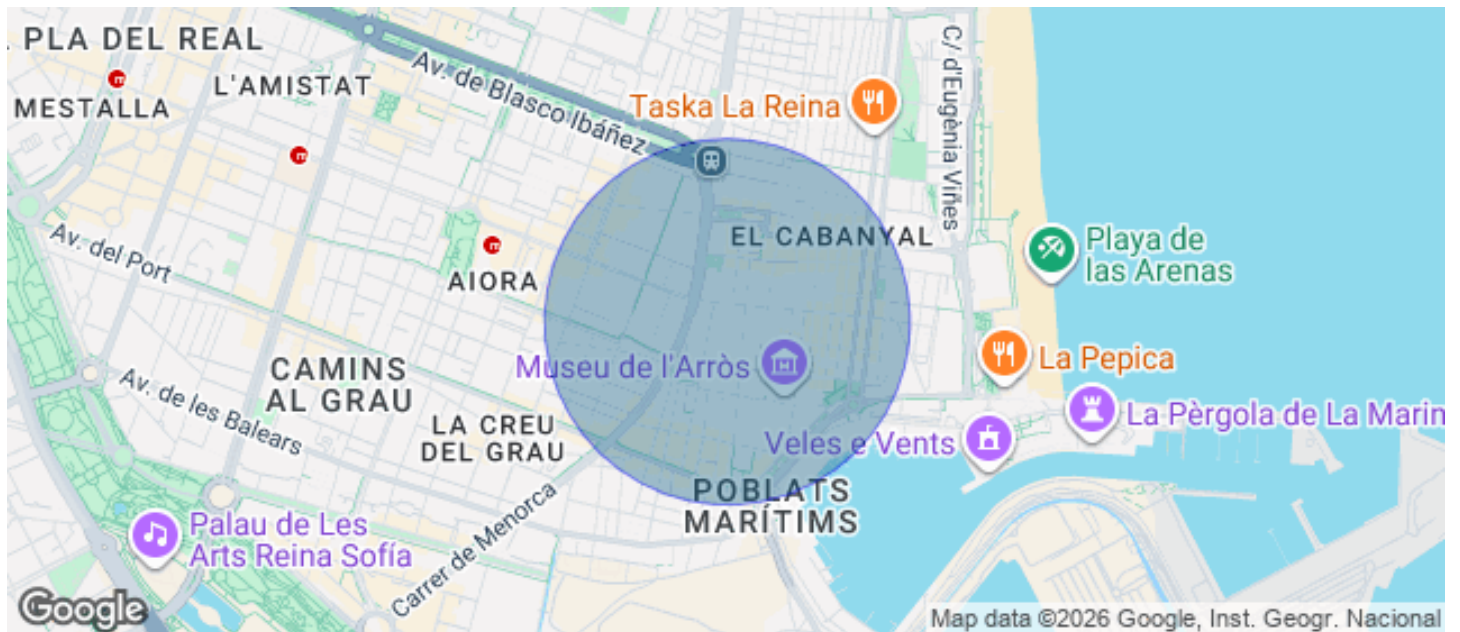 PLA DEL REAL
MESTALLA
L'AMISTAT
Av. de Blasco Ibáñez
Taska La Reina
C/ d'Eugènia Viñes
Av. del Port
AIORA
EL CABANYAL
Playa de
las Arenas
CAMINS
AL GRAU
Av. de les Balears
LA CREU
DEL GRAU
Museu de l'Arròs
La Pepica
La Pèrgola de La Marin
Veles e Vents
POBLATS
MARÍTIMS
Palau de Les
Arts Reina Sofía
Carrer de Menorca
Google
Map data ©2026 Google, Inst. Geogr. Nacional